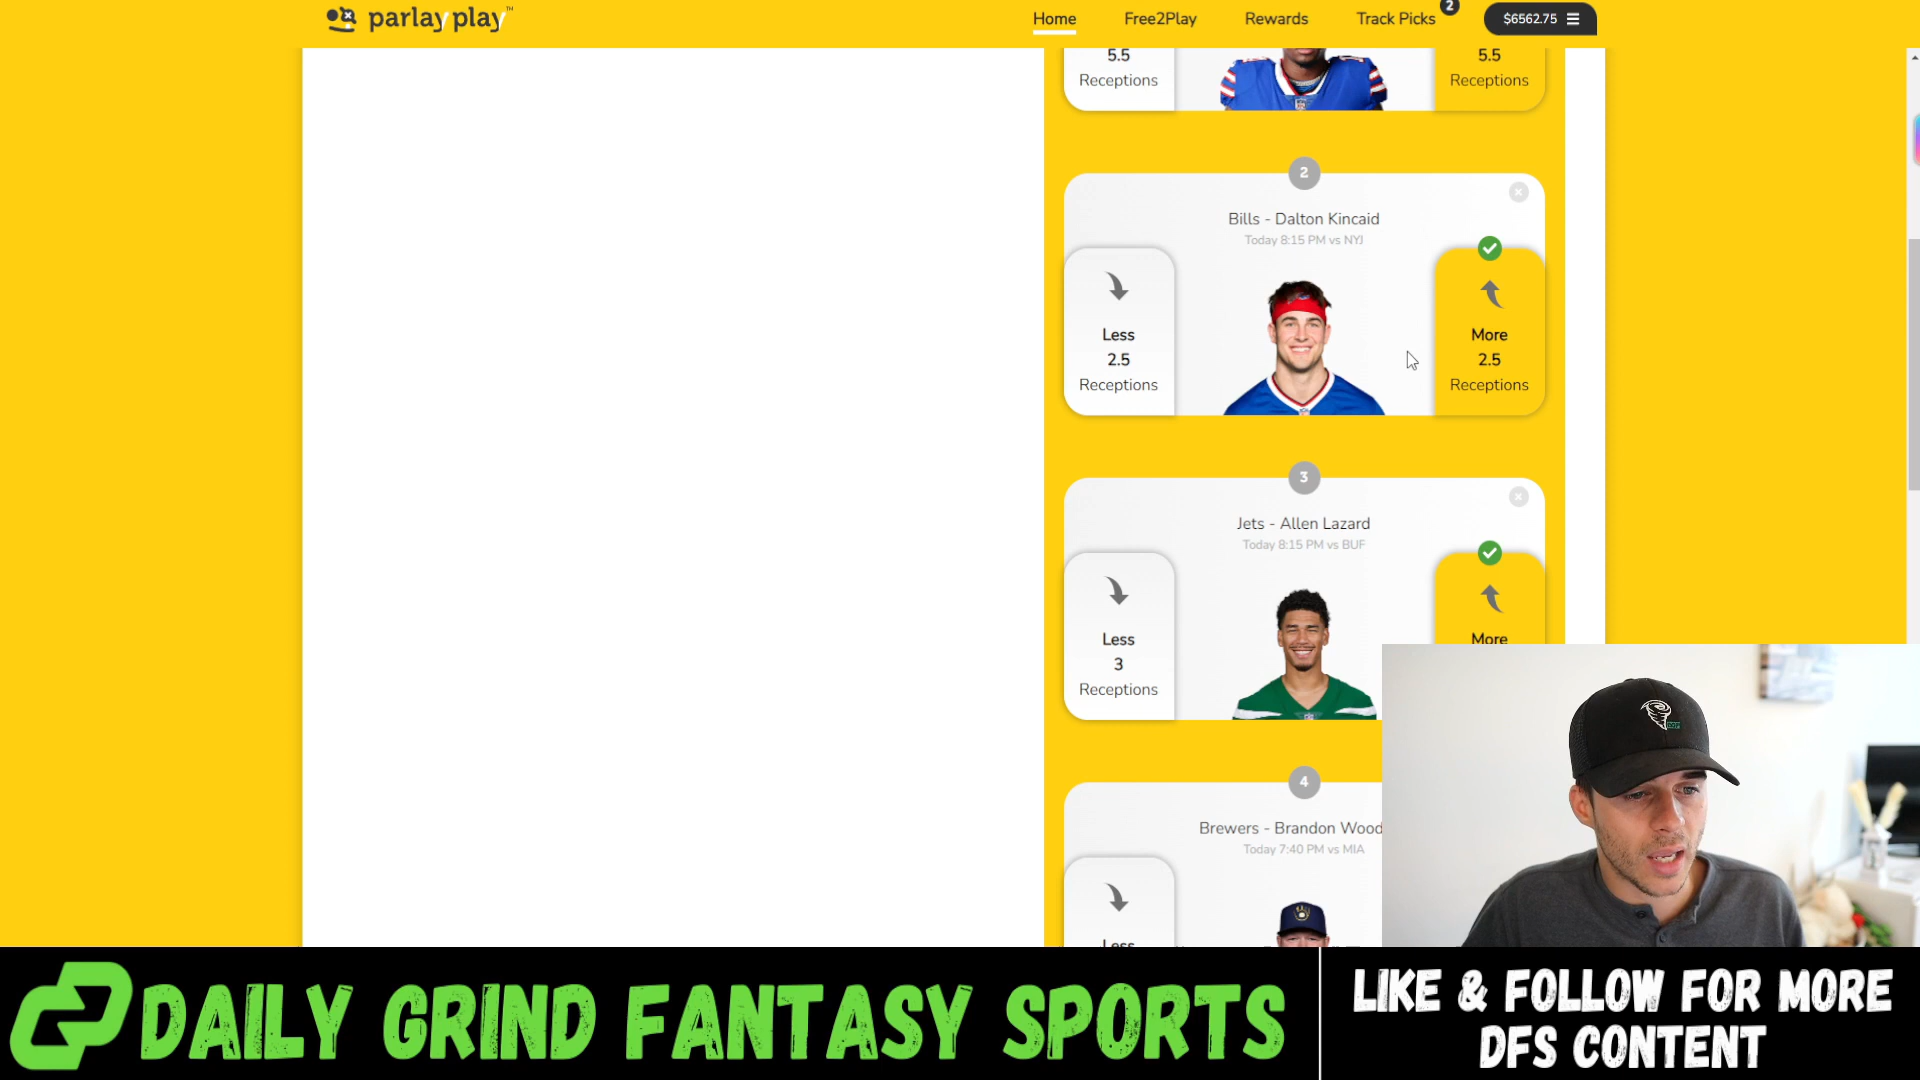 parlayplay™
Home
Free2Play
Rewards
Track Picks
2
$6562.75
5.5
Receptions
5.5
Receptions
2
Bills - Dalton Kincaid
Today 8:15 PM vs NYJ
Less
2.5
Receptions
More
2.5
Receptions
3
Jets - Allen Lazard
Today 8:15 PM vs BUF
Less
3
Receptions
More
4
Brewers - Brandon Wood
Today 7:40 PM vs MIA
Less
DAILY GRIND FANTASY SPORTS
LIKE & FOLLOW FOR MORE
DFS CONTENT